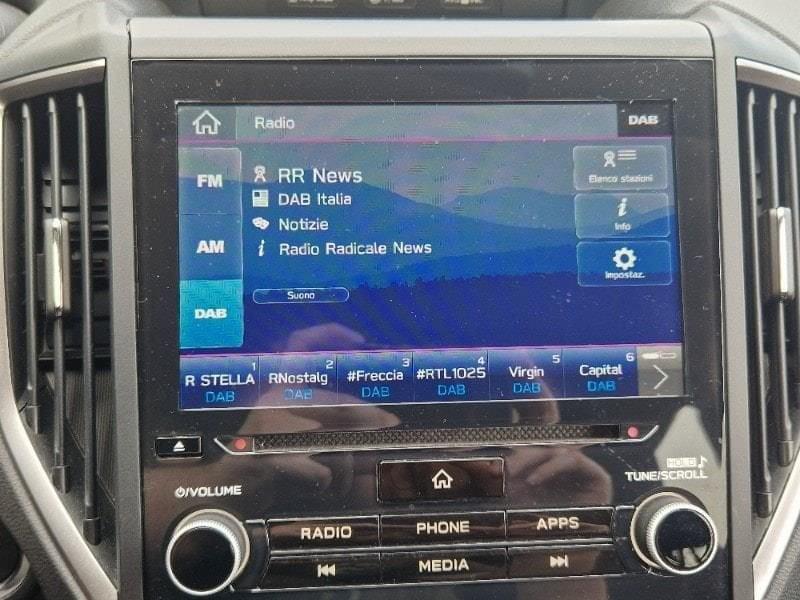 Radio
DAB
FM
AM
DAB
RR News
DAB Italia
Notizie
Radio Radicale News
Suono
Elenco stazioni
i
Info
Impostaz.
1
R STELLA
DAB
2
RNostalg
DAB
3
#Freccia
DAB
4
#RTL1025
DAB
5
Virgin
DAB
6
Capital
DAB
/VOLUME
HOLD
TUNE/SCROLL
RADIO
PHONE
APPS
MEDIA